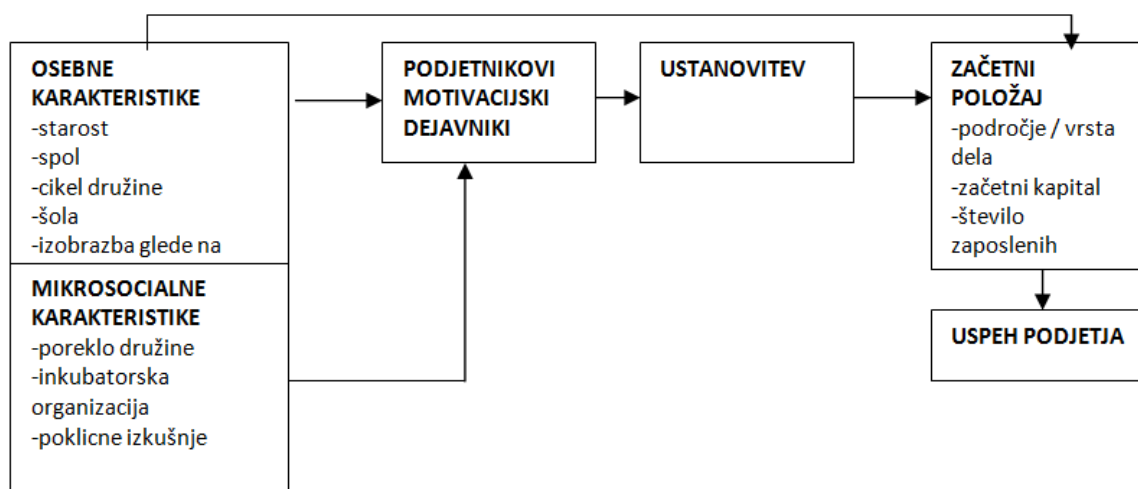 OSEBNE
KARAKTERISTIKE
-starost
-spol
-cikel družine
-šola
-izobrazba glede na
MIKROSOCIALNE
KARAKTERISTIKE
-poreklo družine
-inkubatorska
organizacija
-poklicne izkušnje
PODJETNIKOVI
MOTIVACIJSKI
DEJAVNIKI
USTANOVITEV
ZAČETNI
POLOŽAJ
-področje / vrsta
dela
-začetni kapital
-število
zaposlenih
USPEH PODJETJA